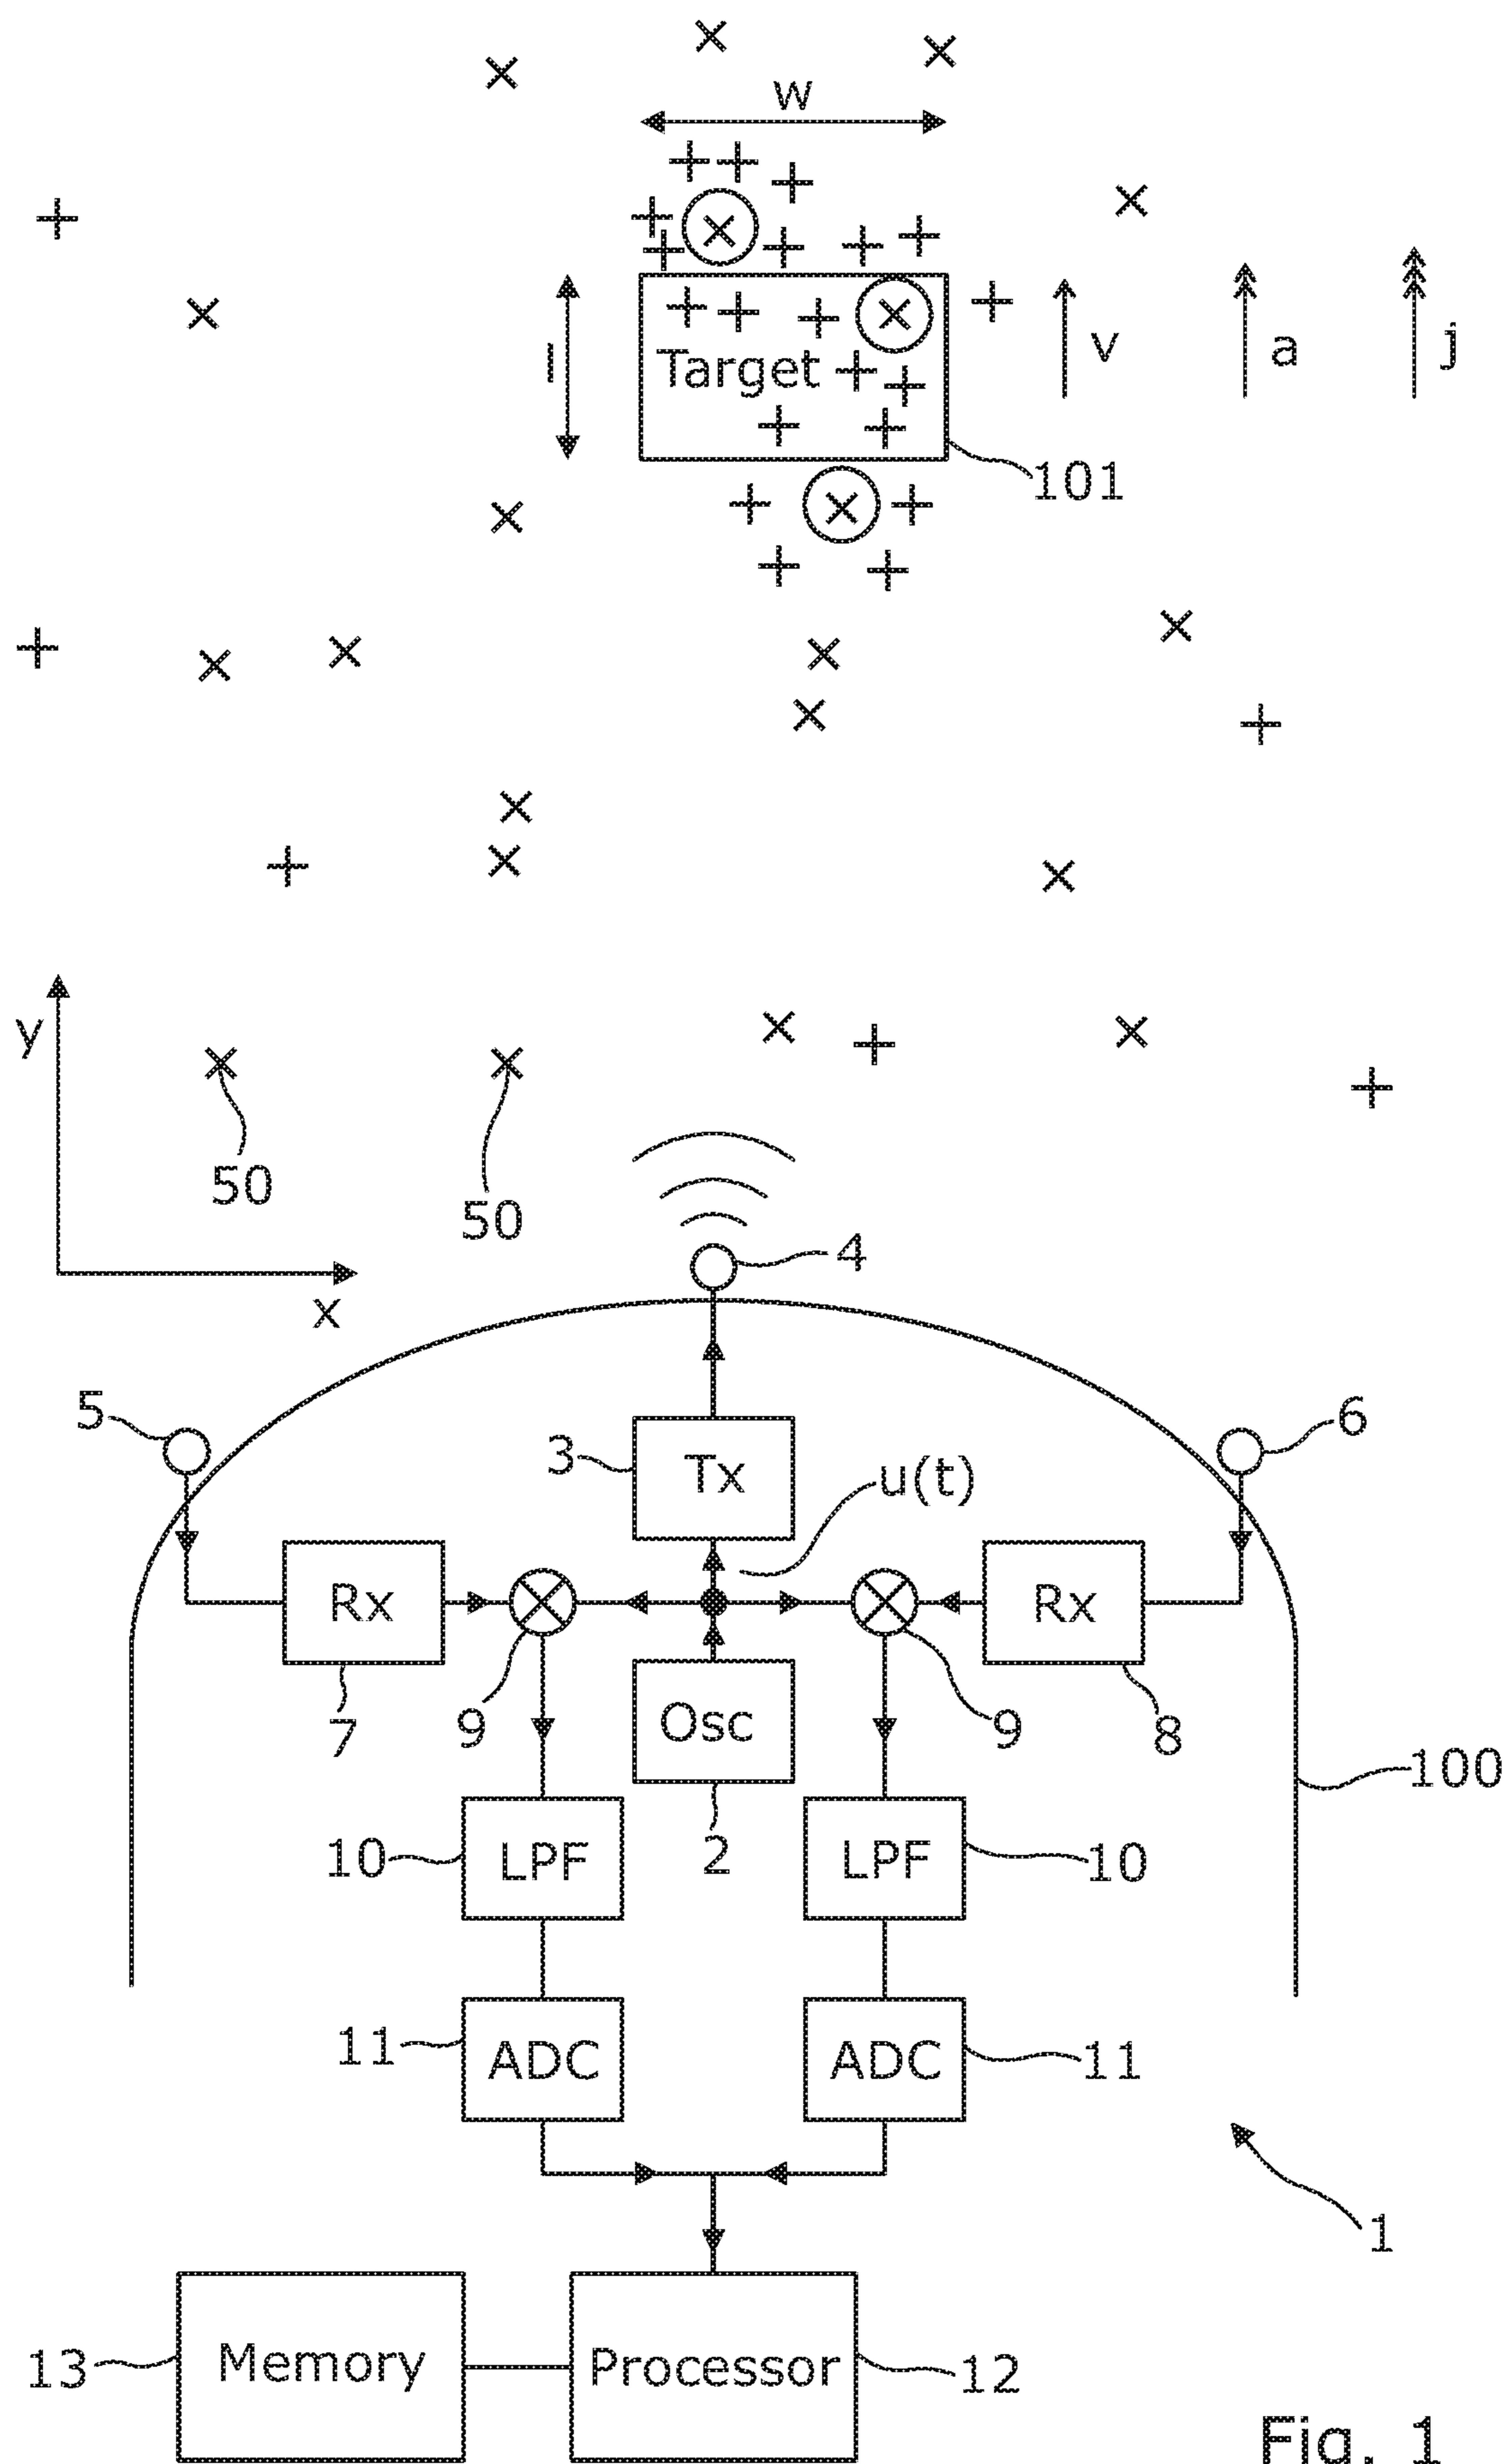 w
l
Target
v
a
j
101
y
50
50
x
4
5
6
3
Tx
u(t)
Rx
Rx
7
9
Osc
9
8
100
10
LPF
2
LPF
10
11
ADC
ADC
11
1
13
Memory
Processor
12
Fig. 1